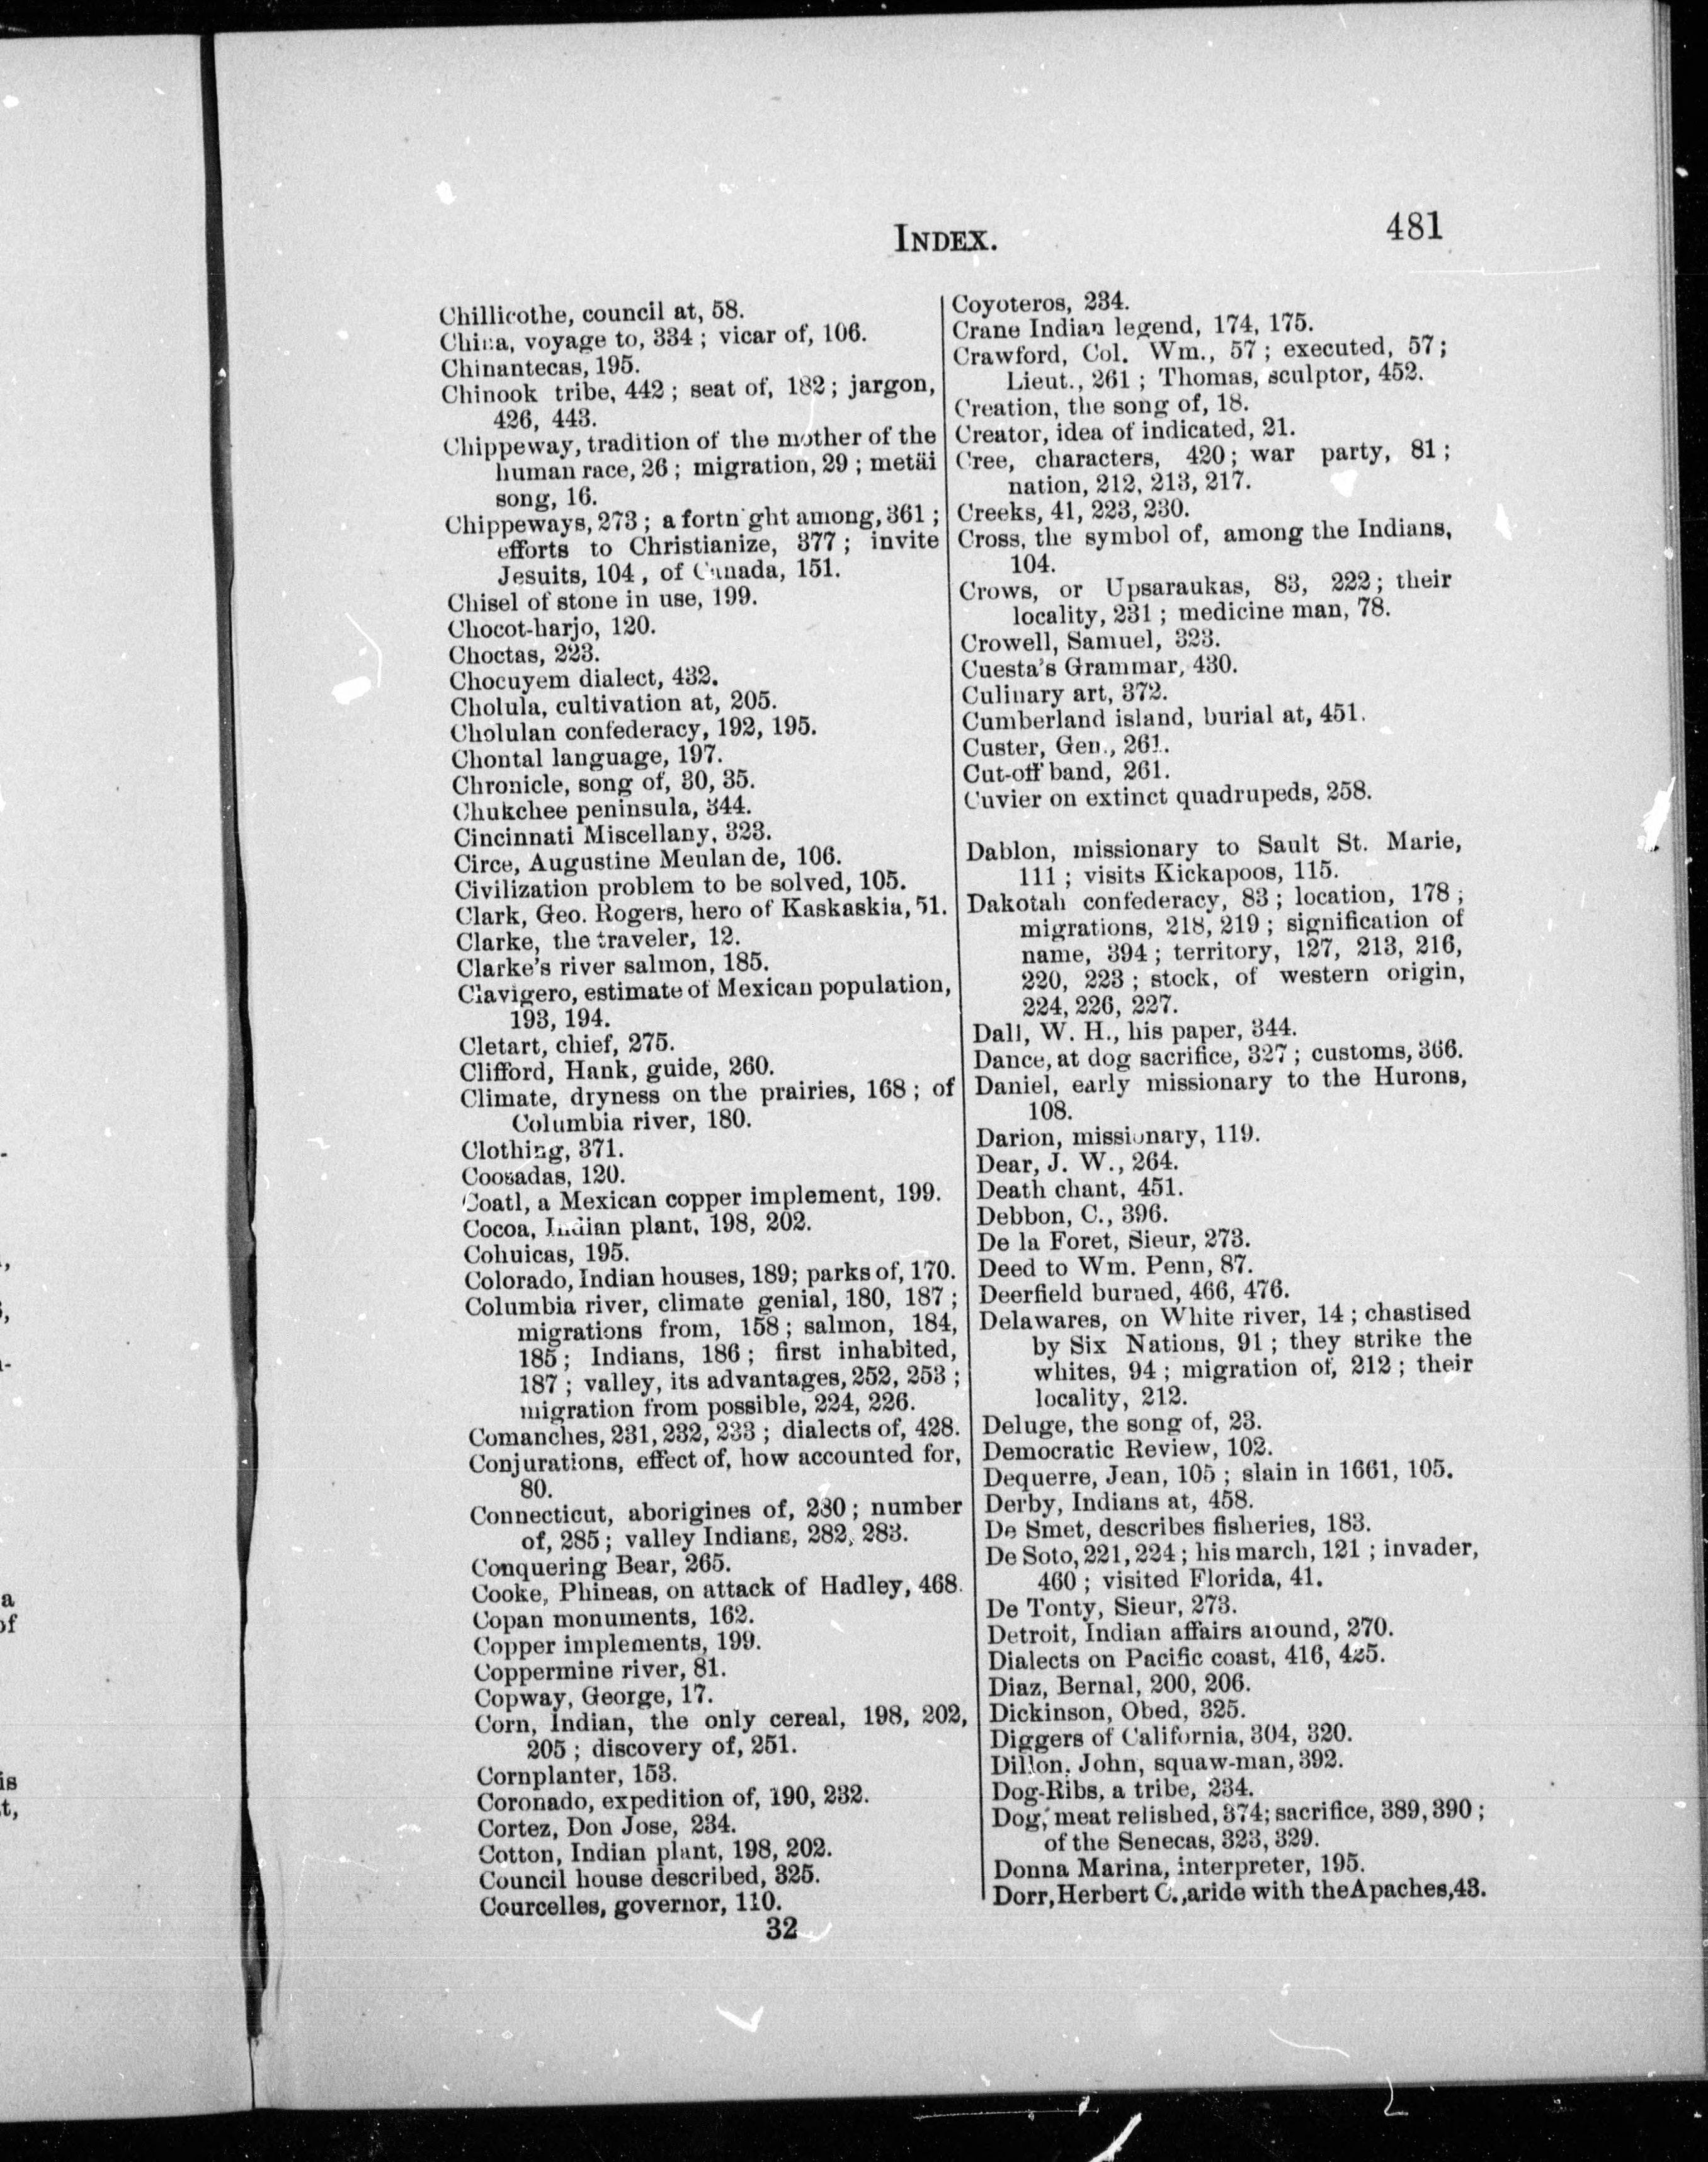 INDEX.
481
Chillicothe, council at, 58.
China, voyage to, 334 ; vicar of, 106.
Chinantecas, 195.
Chinook tribe, 442 ; seat of, 182 ; jargon,
426, 443.
Chippeway, tradition of the mother of the
human race, 26 ; migration, 29 ; metäi
song, 16.
Chippeways, 273 ; a fortn ght among, 361 ;
efforts to Christianize, 377 ; invite
Jesuits, 104 , of Canada, 151.
Chisel of stone in use, 199.
Chocot-harjo, 120.
Choctas, 223.
Chocuyem dialect, 432.
Cholula, cultivation at, 205.
Cholulan confederacy, 192, 195.
Chontal language, 197.
Chronicle, song of, 30, 35.
Chukchee peninsula, 344.
Cincinnati Miscellany, 323.
Circe, Augustine Meulan de, 106.
Civilization problem to be solved, 105.
Clark, Geo. Rogers, hero of Kaskaskia, 51.
Clarke, the traveler, 12.
Clarke's river salmon, 185.
Clavigero, estimate of Mexican population,
193, 194.
Cletart, chief, 275.
Clifford, Hank, guide, 260.
Climate, dryness on the prairies, 168 ; of
Columbia river, 180.
Clothing, 371.
Coosadas, 120.
Coatl, a Mexican copper implement, 199.
Cocoa, Indian plant, 198, 202.
Cohuicas, 195.
Colorado, Indian houses, 189; parks of, 170.
Columbia river, climate genial, 180, 187 ;
migrations from, 158 ; salmon, 184,
185 ; Indians, 186 ; first inhabited,
187 ; valley, its advantages, 252, 253 ;
migration from possible, 224, 226.
Comanches, 231, 232, 233 ; dialects of, 428.
Conjurations, effect of, how accounted for,
80.
Connecticut, aborigines of, 280 ; number
of, 285 ; valley Indians, 282, 283.
Conquering Bear, 265.
Cooke, Phineas, on attack of Hadley, 468.
Copan monuments, 162.
Copper implements, 199.
Coppermine river, 81.
Copway, George, 17.
Corn, Indian, the only cereal, 198, 202,
205 ; discovery of, 251.
Cornplanter, 153.
Coronado, expedition of, 190, 232.
Cortez, Don Jose, 234.
Cotton, Indian plant, 198, 202.
Council house described, 325.
Courcelles, governor, 110.
32
Coyoteros, 234.
Crane Indian legend, 174, 175.
Crawford, Col. Wm., 57 ; executed, 57 ;
Lieut., 261 ; Thomas, sculptor, 452.
Creation, the song of, 18.
Creator, idea of indicated, 21.
Cree, characters, 420 ; war party, 81 ;
nation, 212, 213, 217.
Creeks, 41, 223, 230.
Cross, the symbol of, among the Indians,
104.
Crows, or Upsaraukas, 83, 222 ; their
locality, 231 ; medicine man, 78.
Crowell, Samuel, 323.
Cuesta's Grammar, 430.
Culinary art, 372.
Cumberland island, burial at, 451.
Custer, Gen., 261.
Cut-off band, 261.
Cuvier on extinct quadrupeds, 258.
Dablon, missionary to Sault St. Marie,
111 ; visits Kickapoos, 115.
Dakotah confederacy, 83 ; location, 178 ;
migrations, 218, 219 ; signification of
name, 394 ; territory, 127, 213, 216,
220, 223 ; stock, of western origin,
224, 226, 227.
Dall, W. H., his paper, 344.
Dance, at dog sacrifice, 327 ; customs, 366.
Daniel, early missionary to the Hurons,
108.
Darion, missionary, 119.
Dear, J. W., 264.
Death chant, 451.
Debbon, C., 396.
De la Foret, Sieur, 273.
Deed to Wm. Penn, 87.
Deerfield burned, 466, 476.
Delawares, on White river, 14 ; chastised
by Six Nations, 91 ; they strike the
whites, 94 ; migration of, 212 ; their
locality, 212.
Deluge, the song of, 23.
Democratic Review, 102.
Dequerre, Jean, 105 ; slain in 1661, 105.
Derby, Indians at, 458.
De Smet, describes fisheries, 183.
De Soto, 221, 224 ; his march, 121 ; invader,
460 ; visited Florida, 41.
De Tonty, Sieur, 273.
Detroit, Indian affairs around, 270.
Dialects on Pacific coast, 416, 425.
Diaz, Bernal, 200, 206.
Dickinson, Obed, 325.
Diggers of California, 304, 320.
Dillon, John, squaw-man, 392.
Dog-Ribs, a tribe, 234.
Dog, meat relished, 374; sacrifice, 389, 390 ;
of the Senecas, 323, 329.
Donna Marina, interpreter, 195.
Dorr, Herbert C., a ride with the Apaches, 43.